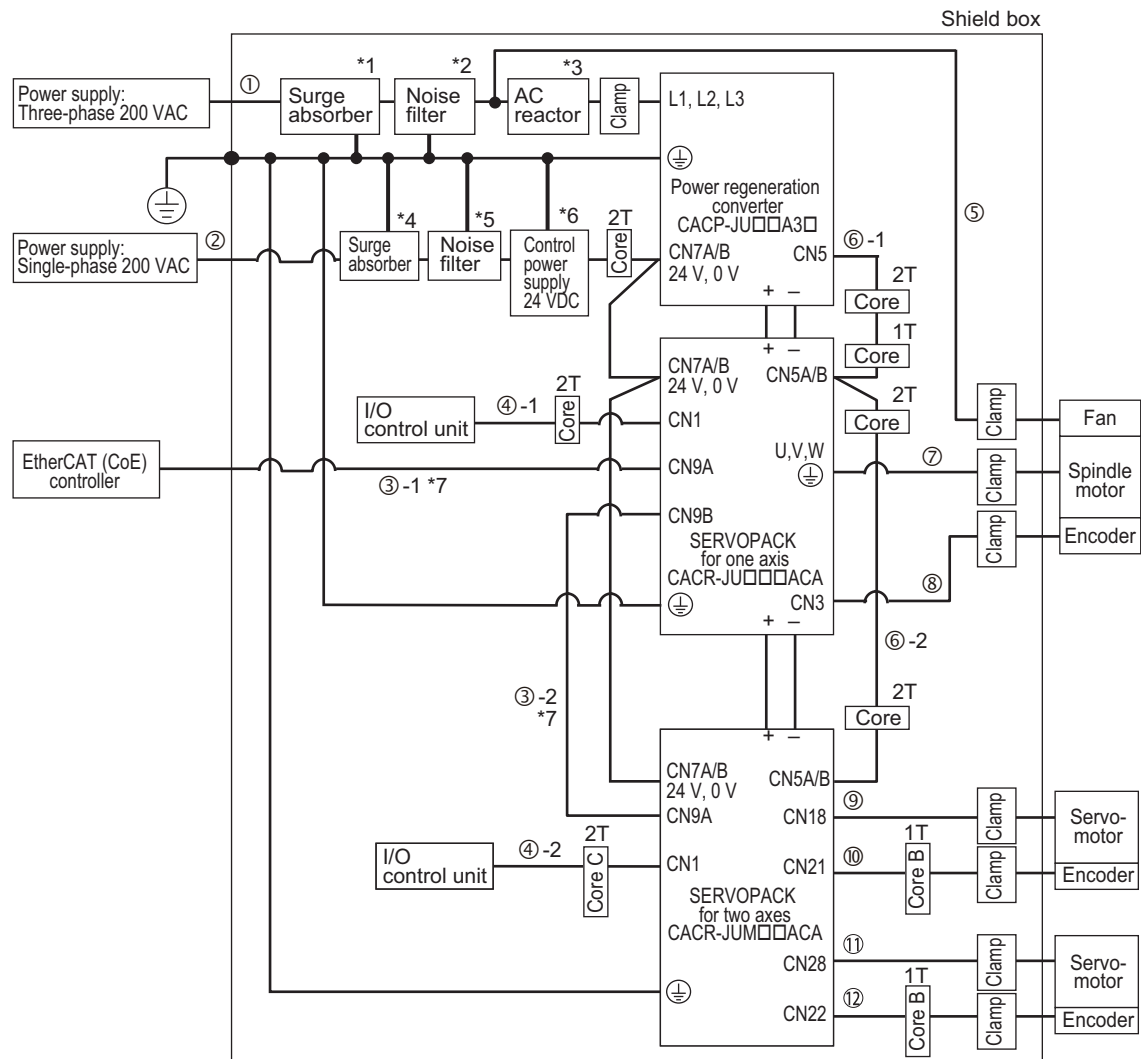 Shield box
Power supply:
Three-phase 200 VAC
①
*1
Surge
absorber
*2
Noise
filter
*3
AC
reactor
Clamp
L1, L2, L3
Power regeneration
converter
CACP-JU□□A3□
⑤
Power supply:
Single-phase 200 VAC
②
*4
Surge
absorber
*5
Noise
filter
*6
Control
power
supply
24 VDC
2T
Core
CN7A/B
24 V, 0 V
CN5
⑥-1
2T
Core
1T
Core
+ –
+ –
CN7A/B
24 V, 0 V
CN5A/B
2T
Core
I/O
control unit
④-1
2T
Core
CN1
Clamp
Fan
EtherCAT (CoE)
controller
③-1 *7
CN9A
U,V,W
⑦
Clamp
Spindle
motor
CN9B
Clamp
Encoder
SERVOPACK
for one axis
CACR-JU□□□ACA
CN3
⑧
+ –
⑥-2
③-2
*7
2T
Core
+ –
CN7A/B
24 V, 0 V
CN5A/B
CN9A
CN18
⑨
Clamp
Servo-
motor
I/O
control unit
④-2
2T
Core C
CN1
CN21
⑩
1T
Core B
Clamp
Encoder
SERVOPACK
for two axes
CACR-JUM□□ACA
CN28
⑪
Clamp
Servo-
motor
CN22
⑫
1T
Core B
Clamp
Encoder